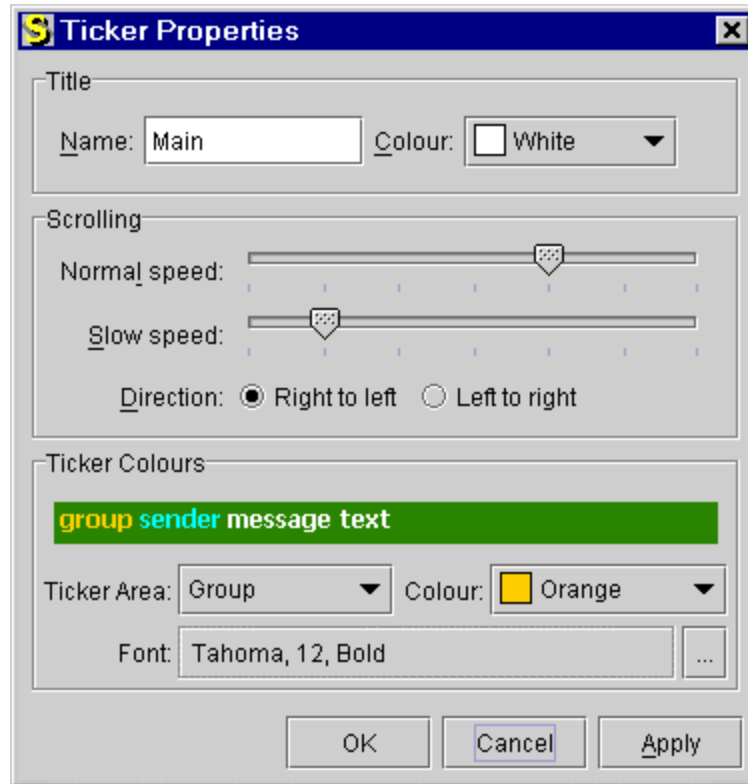 S Ticker Properties
Title
Name: Main Colour: White
Scrolling
Normal speed:
Slow speed:
Direction: Right to left Left to right
Ticker Colours
group sender message text
Ticker Area: Group Colour: Orange
Font: Tahoma, 12, Bold ...
OK Cancel Apply